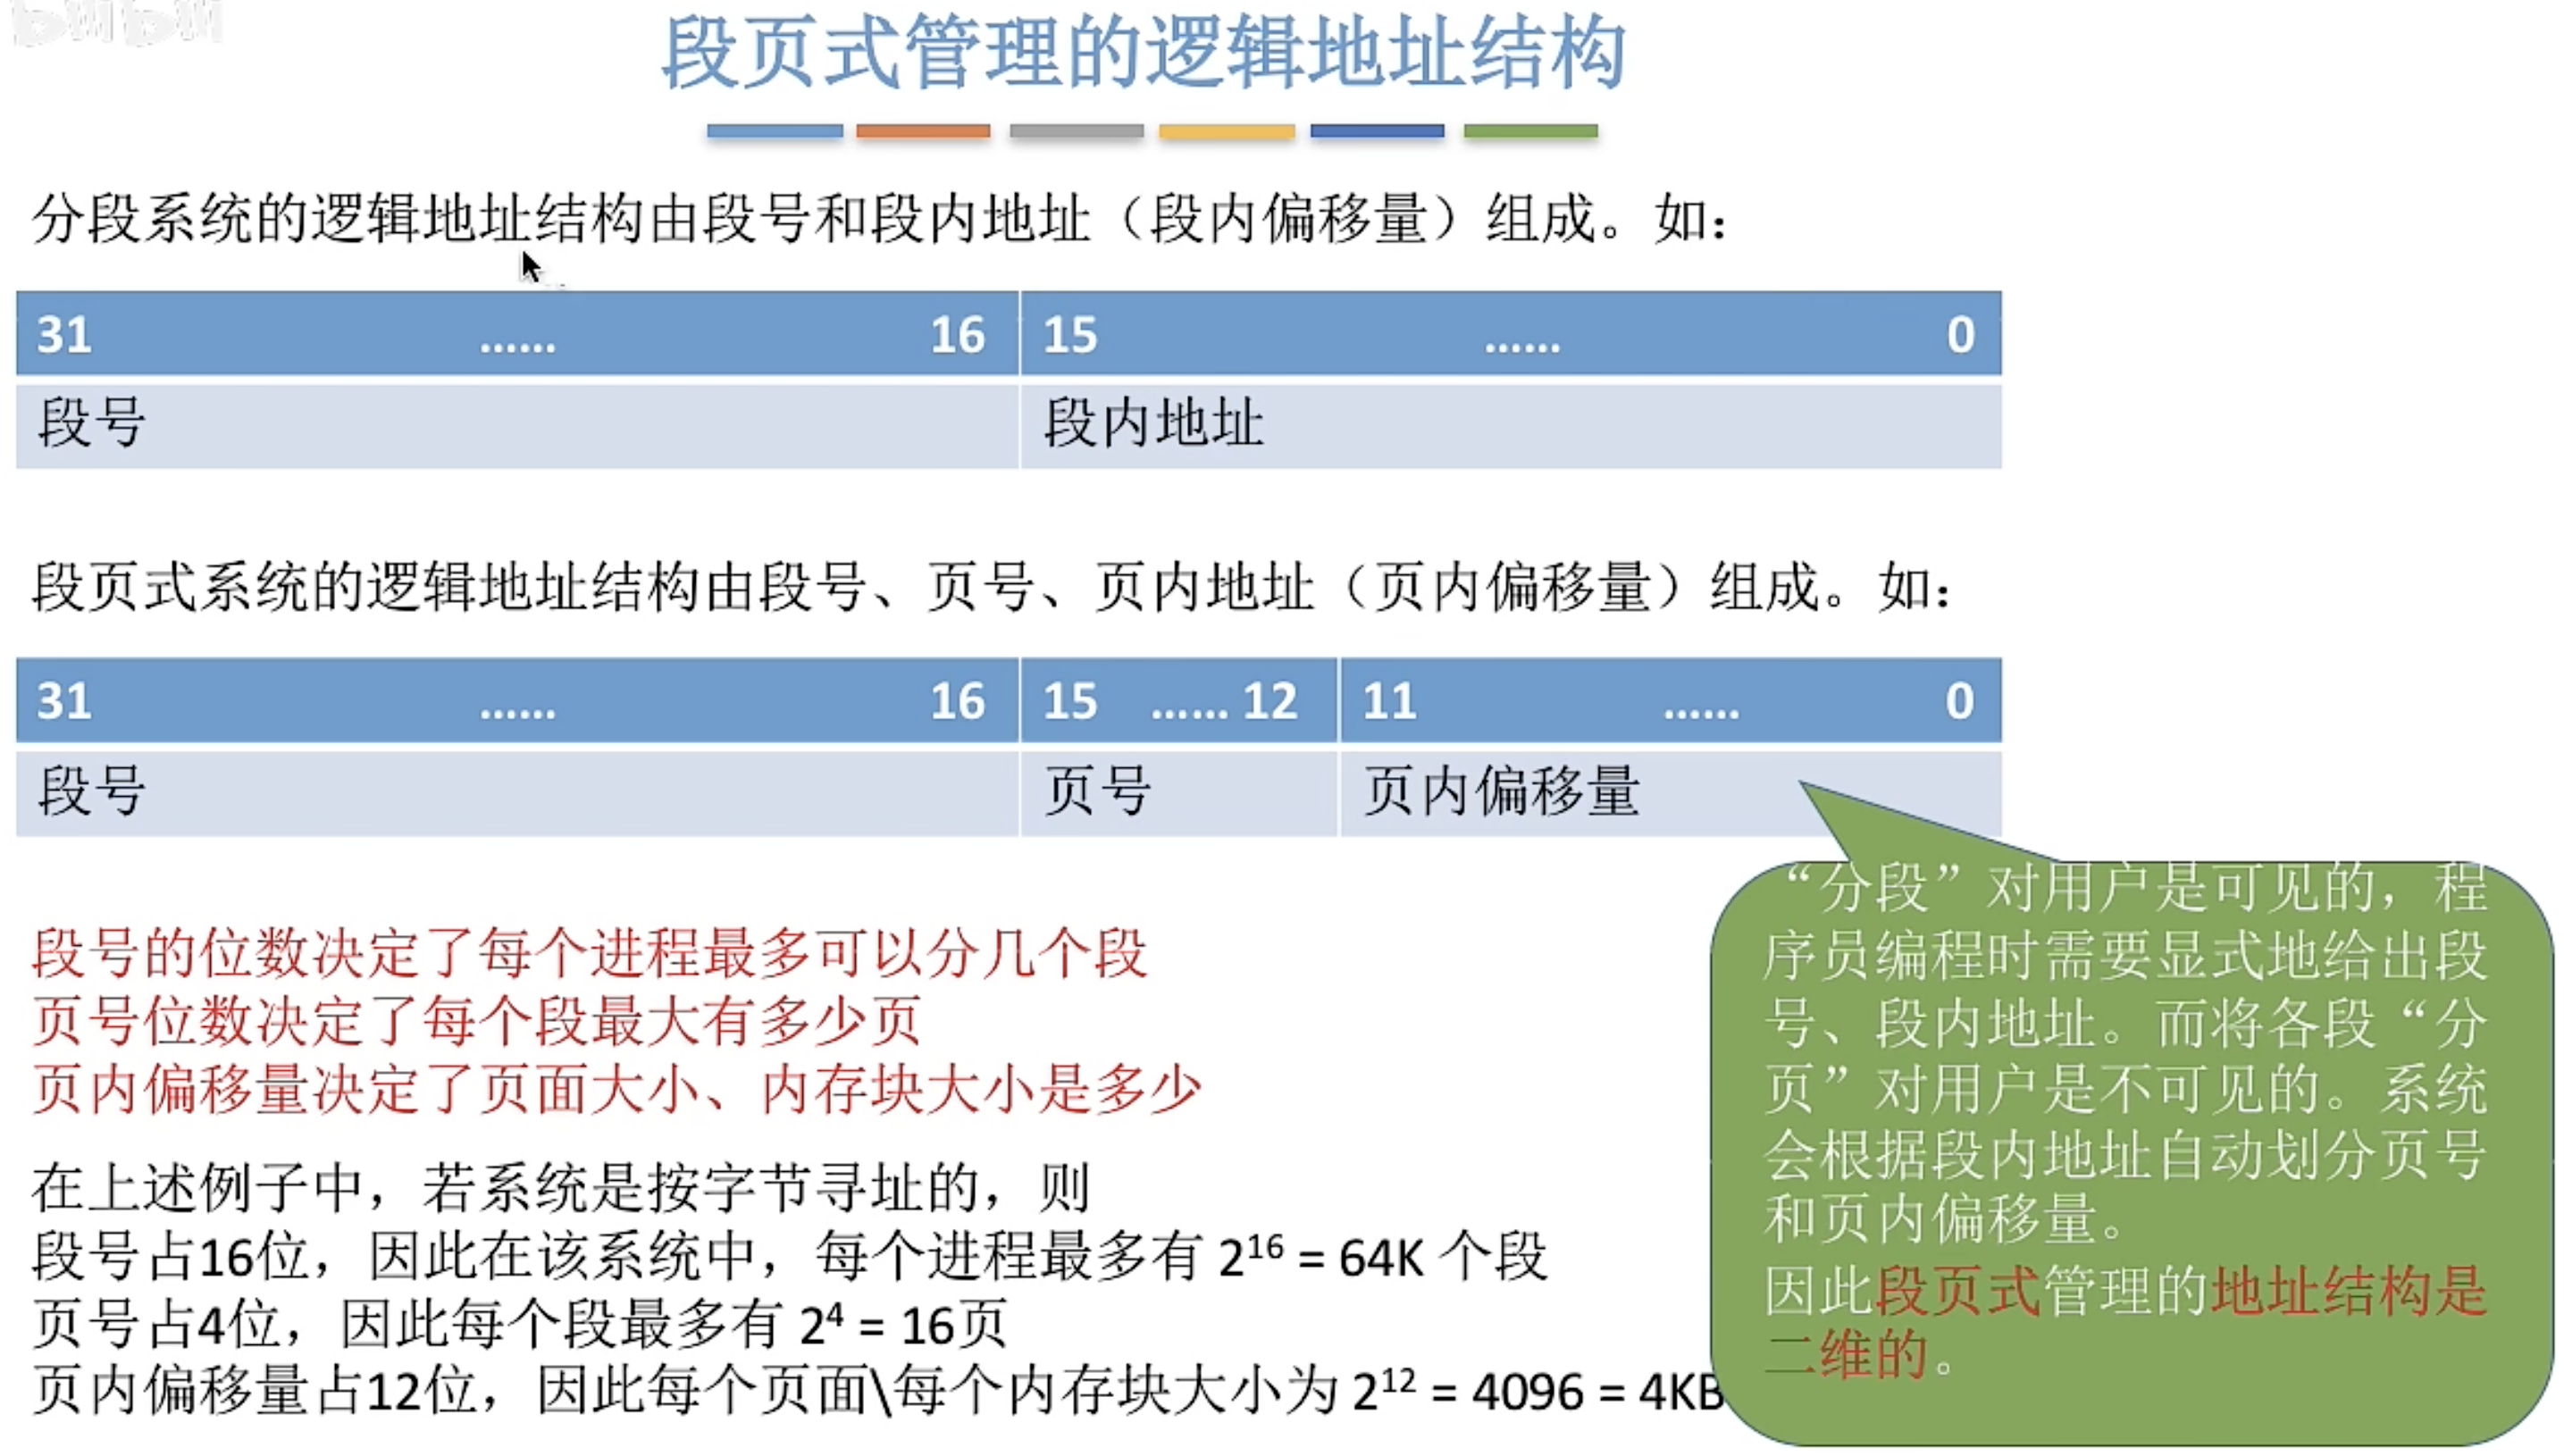 段页式管理的逻辑地址结构
分段系统的逻辑地址结构由段号和段内地址（段内偏移量）组成。如：
31 …… 16 15 …… 0
段号 段内地址
段页式系统的逻辑地址结构由段号、页号、页内地址（页内偏移量）组成。如：
31 …… 16 15 …… 12 11 …… 0
段号 页号 页内偏移量
段号的位数决定了每个进程最多可以分几个段
页号位数决定了每个段最大有多少页
页内偏移量决定了页面大小、内存块大小是多少
在上述例子中，若系统是按字节寻址的，则
段号占16位，因此在该系统中，每个进程最多有 2¹⁶ = 64K 个段
页号占4位，因此每个段最多有 2⁴ = 16页
页内偏移量占12位，因此每个页面\每个内存块大小为 2¹² = 4096 = 4KB
“分段”对用户是可见的，程
序员编程时需要显式地给出段
号、段内地址。而将各段“分
页”对用户是不可见的。系统
会根据段内地址自动划分页号
和页内偏移量。
因此段页式管理的地址结构是
二维的。